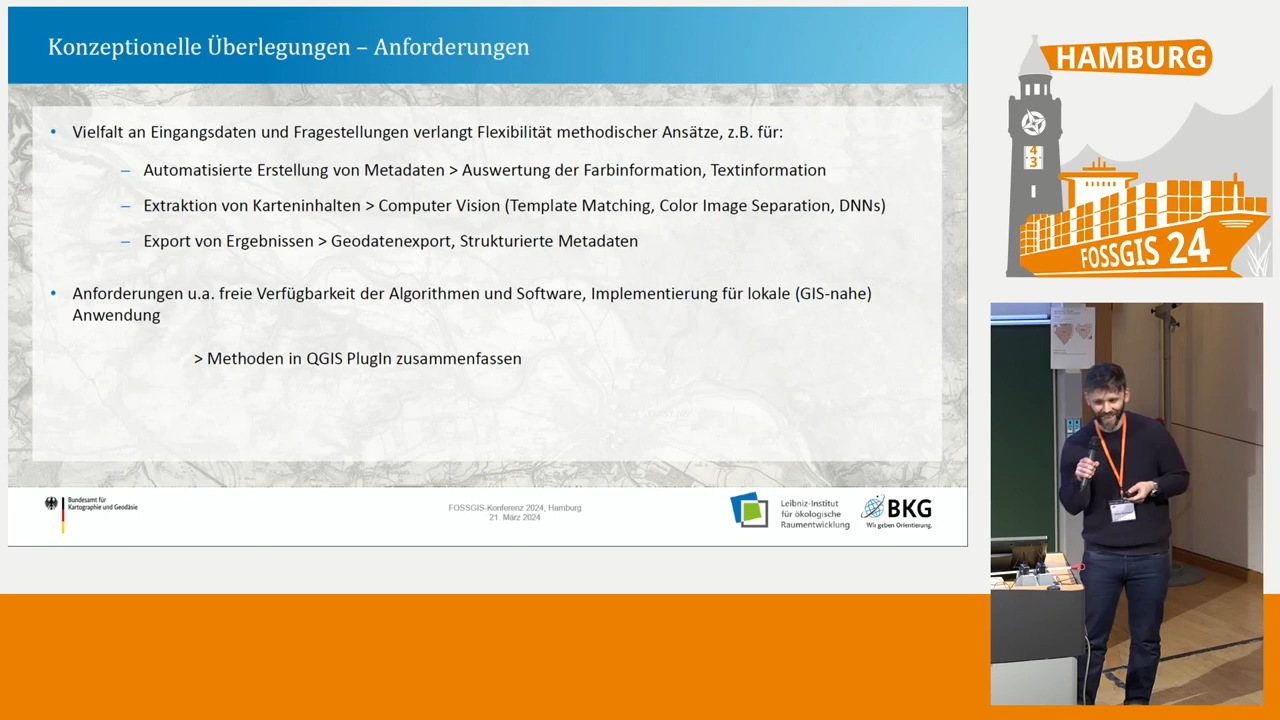 Konzeptionelle Überlegungen – Anforderungen
• Vielfalt an Eingangsdaten und Fragestellungen verlangt Flexibilität methodischer Ansätze, z.B. für:
– Automatisierte Erstellung von Metadaten > Auswertung der Farbinformation, Textinformation
– Extraktion von Karteninhalten > Computer Vision (Template Matching, Color Image Separation, DNNs)
– Export von Ergebnissen > Geodatenexport, Strukturierte Metadaten
• Anforderungen u.a. freie Verfügbarkeit der Algorithmen und Software, Implementierung für lokale (GIS-nahe)
Anwendung
> Methoden in QGIS PlugIn zusammenfassen
Bundesamt für
Kartographie und Geodäsie
FOSSGIS-Konferenz 2024, Hamburg
21. März 2024
Leibniz-Institut
für ökologische
Raumentwicklung
BKG
Wir geben Orientierung.
HAMBURG
4
3
FOSSGIS 24